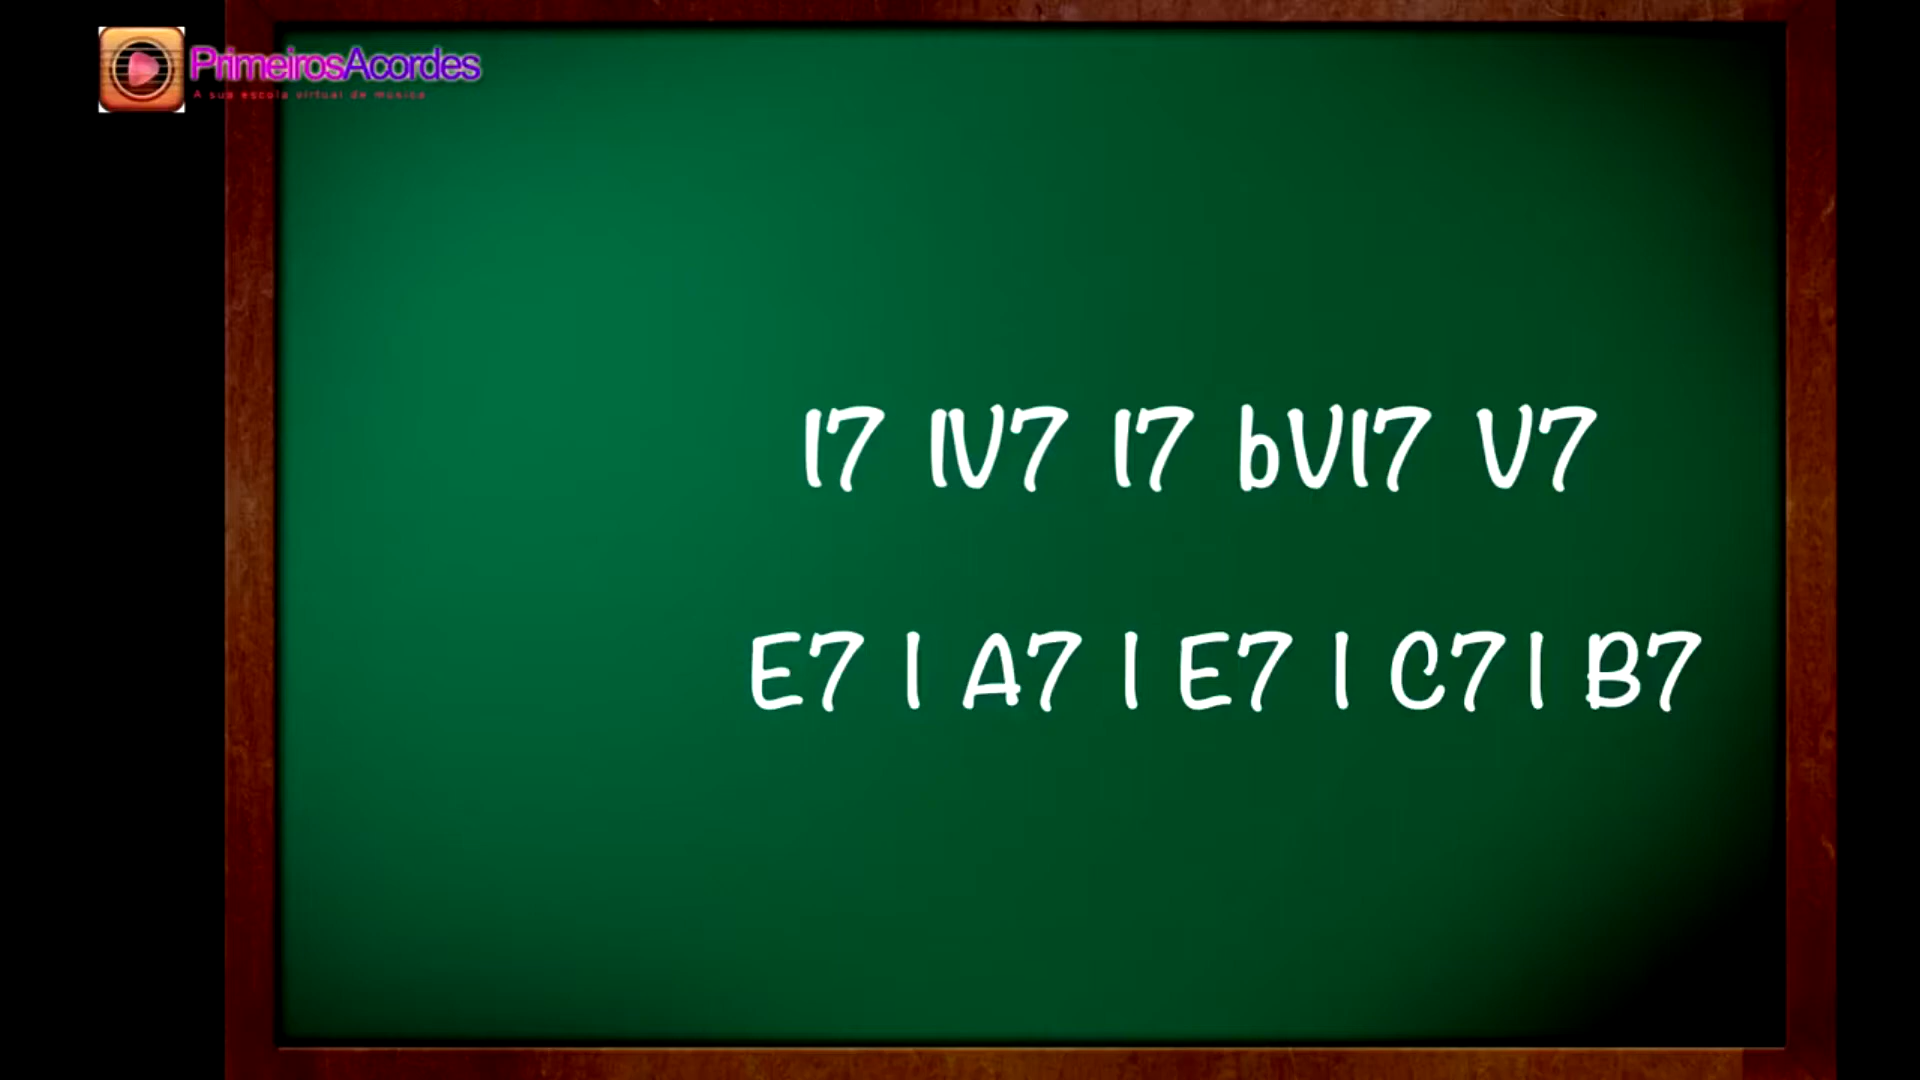 PrimeirosAcordes
A sua escola virtual de música
I7 IV7 I7 bVI7 V7
E7 | A7 | E7 | C7 | B7